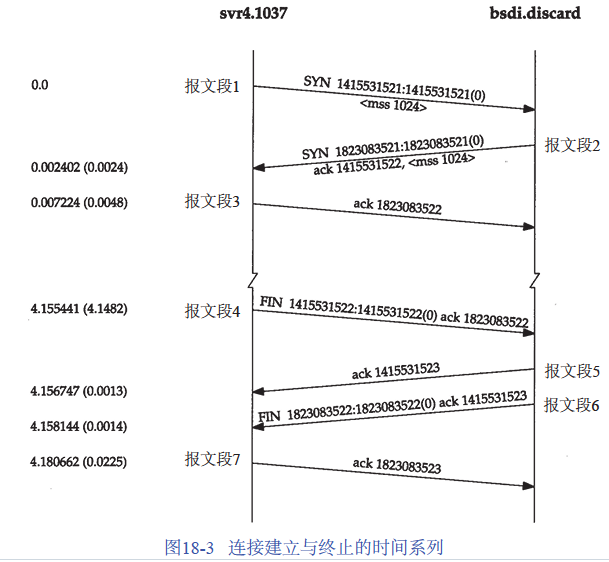 svr4.1037 bsdi.discard
0.0 报文段1 SYN 1415531521:1415531521(0)
<mss 1024>
SYN 1823083521:1823083521(0) 报文段2
0.002402 (0.0024) ack 1415531522, <mss 1024>
0.007224 (0.0048) 报文段3 ack 1823083522
4.155441 (4.1482) 报文段4 FIN 1415531522:1415531522(0) ack 1823083522
ack 1415531523 报文段5
4.156747 (0.0013)
FIN 1823083522:1823083522(0) ack 1415531523 报文段6
4.158144 (0.0014)
4.180662 (0.0225) 报文段7 ack 1823083523
图18-3 连接建立与终止的时间系列